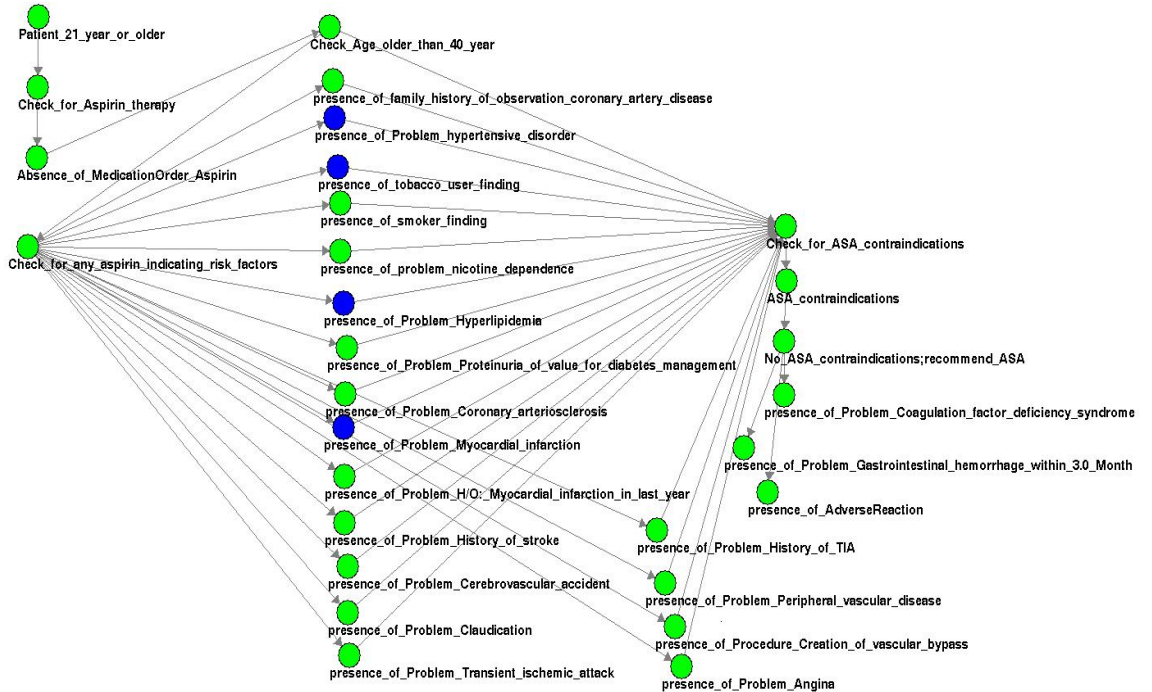 Patient_21_year_or_older
Check_for_Aspirin_therapy
Absence_of_MedicationOrder_Aspirin
Check_for_any_aspirin_indicating_risk_factors
Check_Age_older_than_40_year
presence_of_family_history_of_observation_coronary_artery_disease
presence_of_Problem_hypertensive_disorder
presence_of_tobacco_user_finding
presence_of_smoker_finding
presence_of_problem_nicotine_dependence
presence_of_Problem_Hyperlipidemia
presence_of_Problem_Proteinuria_of_value_for_diabetes_management
presence_of_Problem_Coronary_arteriosclerosis
presence_of_Problem_Myocardial_infarction
presence_of_Problem_H/O:_Myocardial_infarction_in_last_year
presence_of_Problem_History_of_stroke
presence_of_Problem_Cerebrovascular_accident
presence_of_Problem_Claudication
presence_of_Problem_Transient_ischemic_attack
presence_of_Problem_History_of_TIA
presence_of_Problem_Peripheral_vascular_disease
presence_of_Procedure_Creation_of_vascular_bypass
presence_of_Problem_Angina
Check_for_ASA_contraindications
ASA_contraindications
No_ASA_contraindications;recommend_ASA
presence_of_Problem_Coagulation_factor_deficiency_syndrome
presence_of_Problem_Gastrointestinal_hemorrhage_within_3.0_Month
presence_of_AdverseReaction